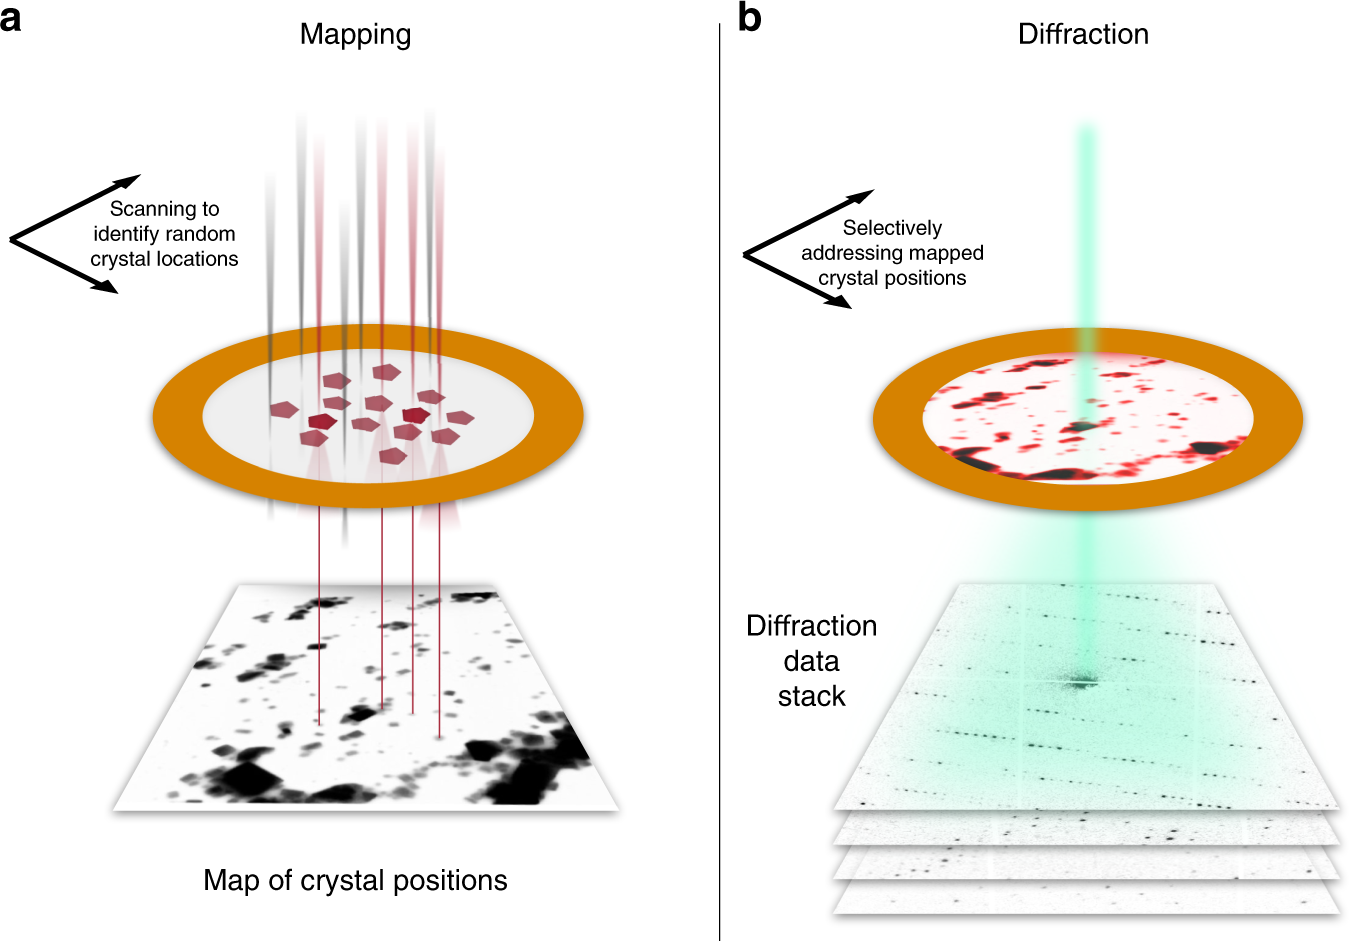 a
Mapping
Scanning to
identify random
crystal locations
Map of crystal positions
b
Diffraction
Selectively
addressing mapped
crystal positions
Diffraction
data
stack